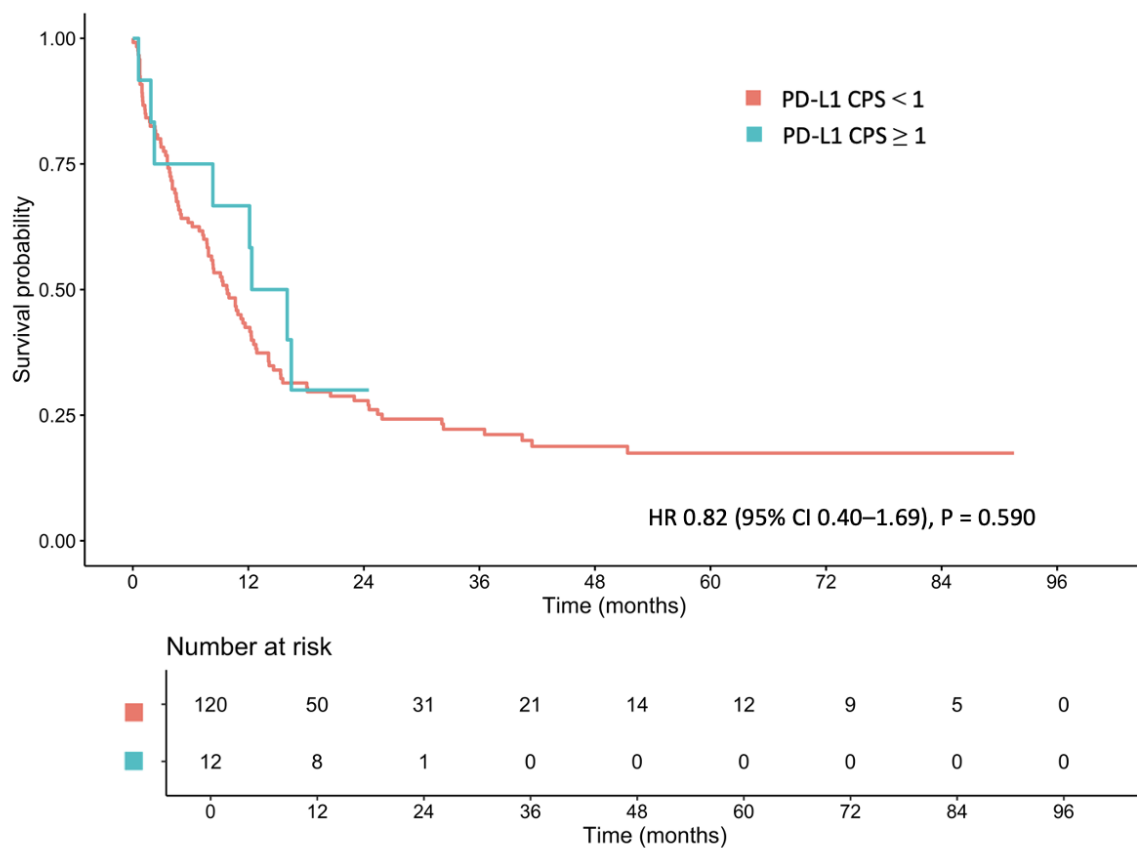 1.00
PD-L1 CPS < 1
PD-L1 CPS ≥ 1
0.75
Survival probability
0.50
0.25
HR 0.82 (95% CI 0.40–1.69), P = 0.590
0.00
0 12 24 36 48 60 72 84 96
Time (months)
Number at risk
120 50 31 21 14 12 9 5 0
12 8 1 0 0 0 0 0 0
0 12 24 36 48 60 72 84 96
Time (months)